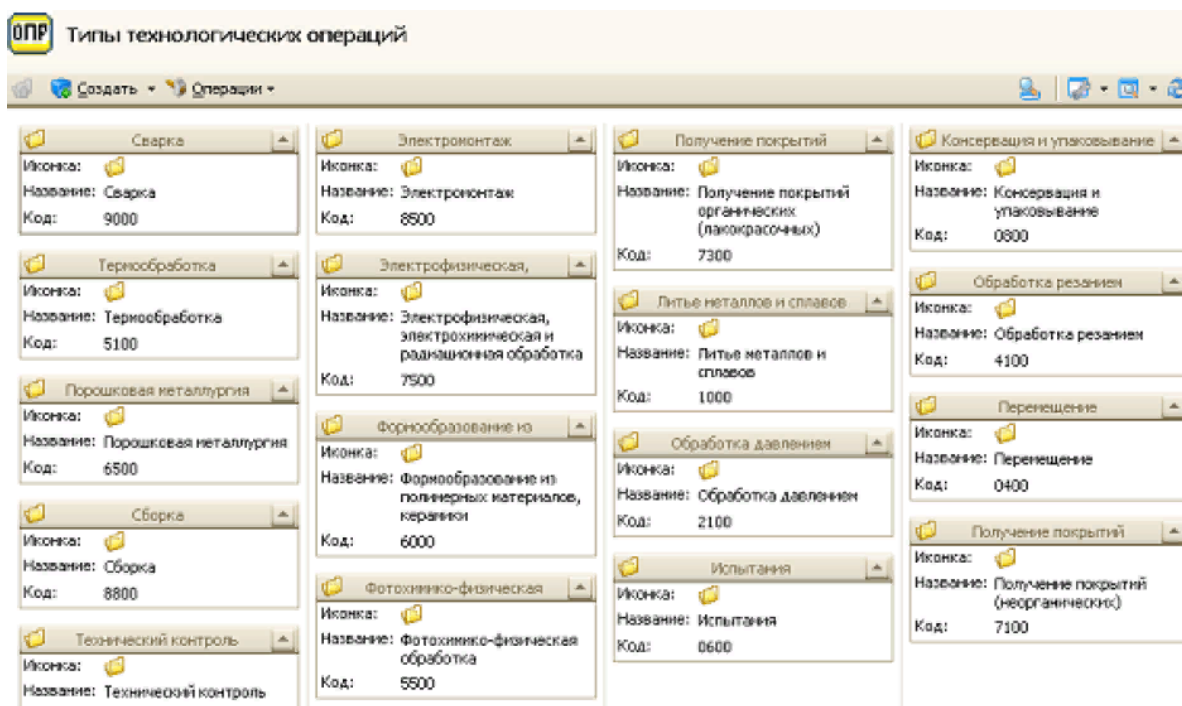 ОПР
Типы технологических операций
Создать
Операции
Сварка
Иконка:
Название: Сварка
Код: 9000
Термообработка
Иконка:
Название: Термообработка
Код: 5100
Порошковая металлургия
Иконка:
Название: Порошковая металлургия
Код: 6500
Сборка
Иконка:
Название: Сборка
Код: 8800
Технический контроль
Иконка:
Название: Технический контроль
Электромонтаж
Иконка:
Название: Электромонтаж
Код: 8500
Электрофизическая,
Иконка:
Название: Электрофизическая,
электрохимическая и
радиационная обработка
Код: 7500
Формообразование из
Иконка:
Название: Формообразование из
полимерных материалов,
керамики
Код: 6000
Фотохимико-физическая
Иконка:
Название: Фотохимико-физическая
обработка
Код: 5500
Получение покрытий
Иконка:
Название: Получение покрытий
органических
(лакокрасочных)
Код: 7300
Литье металлов и сплавов
Иконка:
Название: Литье металлов и
сплавов
Код: 1000
Обработка давлением
Иконка:
Название: Обработка давлением
Код: 2100
Испытания
Иконка:
Название: Испытания
Код: 0600
Консервация и упаковывание
Иконка:
Название: Консервация и
упаковывание
Код: 0800
Обработка резанием
Иконка:
Название: Обработка резанием
Код: 4100
Перемещение
Иконка:
Название: Перемещение
Код: 0400
Получение покрытий
Иконка:
Название: Получение покрытий
(неорганических)
Код: 7100